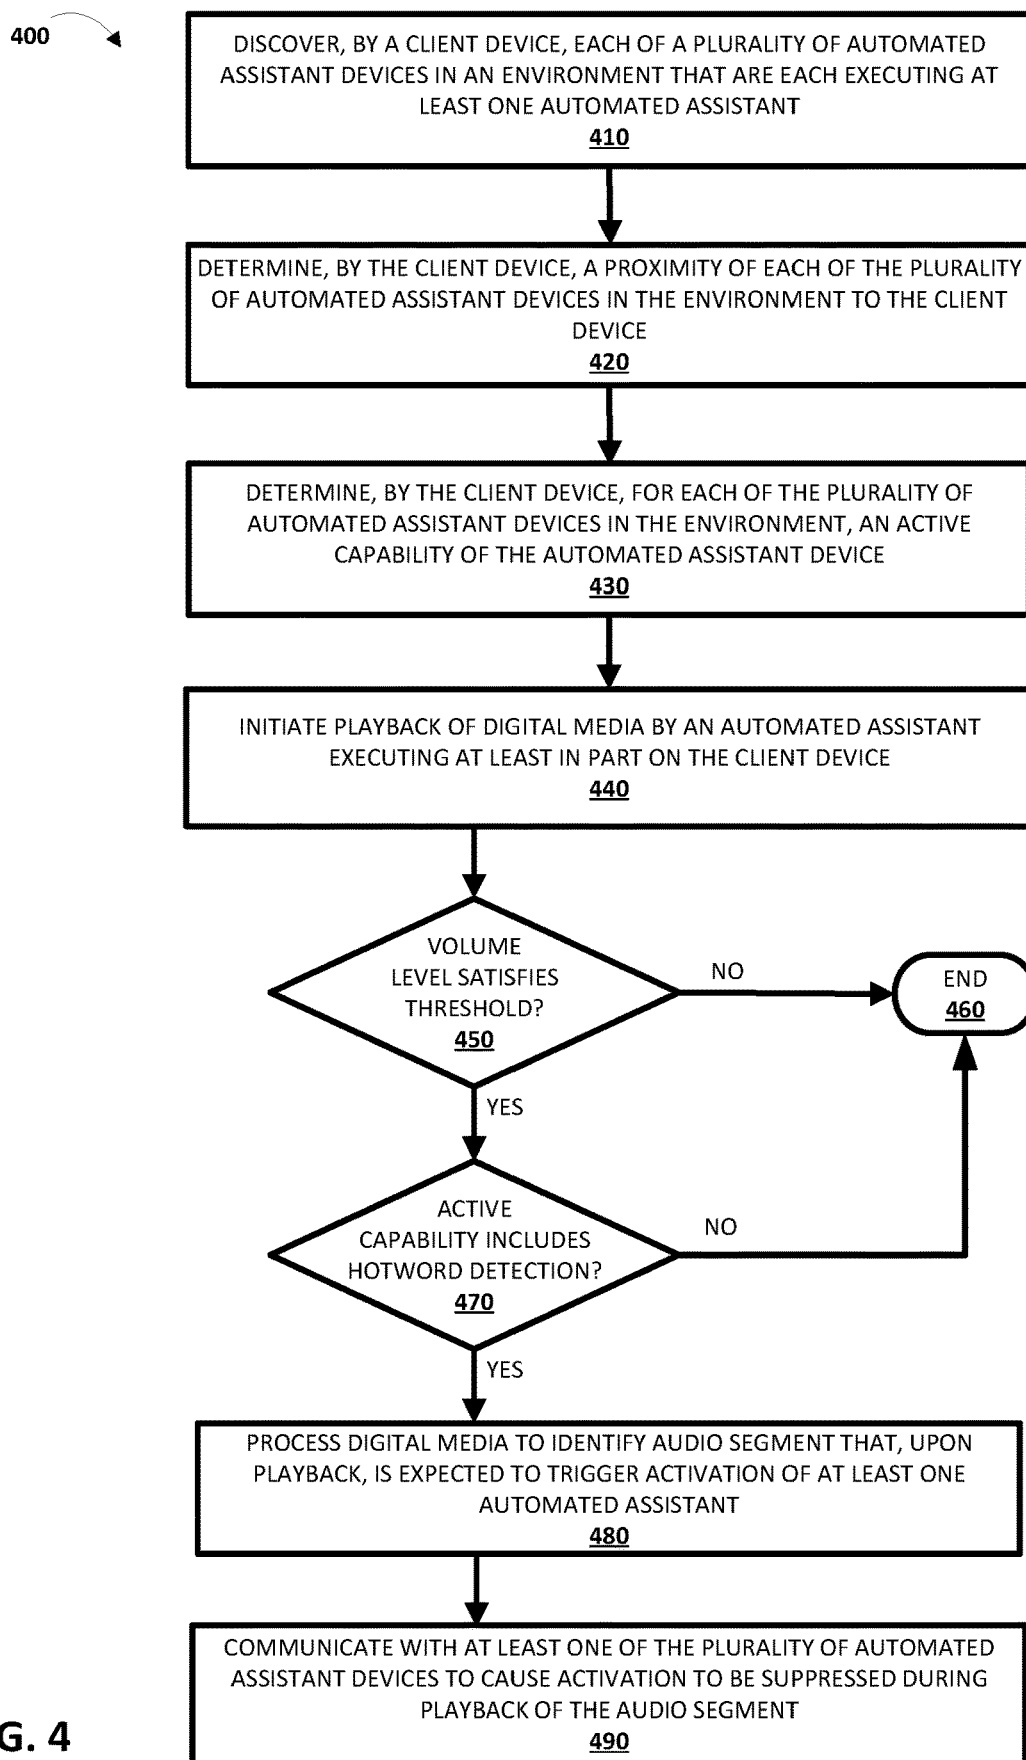 400
DISCOVER, BY A CLIENT DEVICE, EACH OF A PLURALITY OF AUTOMATED
ASSISTANT DEVICES IN AN ENVIRONMENT THAT ARE EACH EXECUTING AT
LEAST ONE AUTOMATED ASSISTANT
410
DETERMINE, BY THE CLIENT DEVICE, A PROXIMITY OF EACH OF THE PLURALITY
OF AUTOMATED ASSISTANT DEVICES IN THE ENVIRONMENT TO THE CLIENT
DEVICE
420
DETERMINE, BY THE CLIENT DEVICE, FOR EACH OF THE PLURALITY OF
AUTOMATED ASSISTANT DEVICES IN THE ENVIRONMENT, AN ACTIVE
CAPABILITY OF THE AUTOMATED ASSISTANT DEVICE
430
INITIATE PLAYBACK OF DIGITAL MEDIA BY AN AUTOMATED ASSISTANT
EXECUTING AT LEAST IN PART ON THE CLIENT DEVICE
440
VOLUME
LEVEL SATISFIES
THRESHOLD?
450
NO
END
460
YES
ACTIVE
CAPABILITY INCLUDES
HOTWORD DETECTION?
470
NO
YES
PROCESS DIGITAL MEDIA TO IDENTIFY AUDIO SEGMENT THAT, UPON
PLAYBACK, IS EXPECTED TO TRIGGER ACTIVATION OF AT LEAST ONE
AUTOMATED ASSISTANT
480
COMMUNICATE WITH AT LEAST ONE OF THE PLURALITY OF AUTOMATED
ASSISTANT DEVICES TO CAUSE ACTIVATION TO BE SUPPRESSED DURING
PLAYBACK OF THE AUDIO SEGMENT
490
G. 4